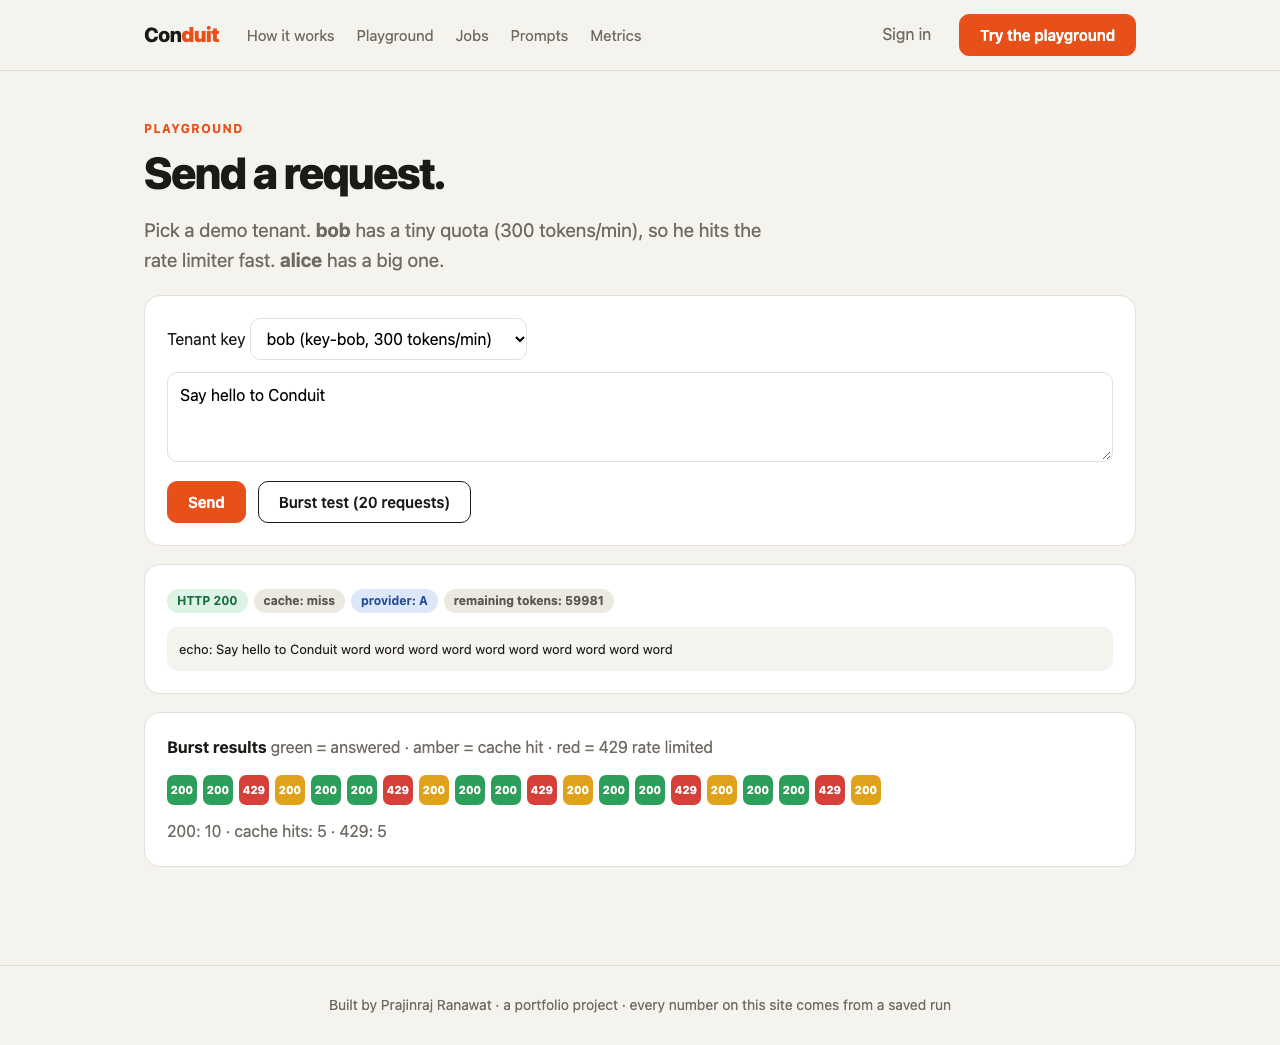 Conduit How it works Playground Jobs Prompts Metrics Sign in Try the playground
PLAYGROUND
Send a request.
Pick a demo tenant. bob has a tiny quota (300 tokens/min), so he hits the
rate limiter fast. alice has a big one.
Tenant key bob (key-bob, 300 tokens/min)
Say hello to Conduit
Send Burst test (20 requests)
HTTP 200 cache: miss provider: A remaining tokens: 59981
echo: Say hello to Conduit word word word word word word word word word word
Burst results green = answered · amber = cache hit · red = 429 rate limited
200 200 429 200 200 200 429 200 200 200 429 200 200 200 429 200 200 200 429 200
200: 10 · cache hits: 5 · 429: 5
Built by Prajinraj Ranawat · a portfolio project · every number on this site comes from a saved run